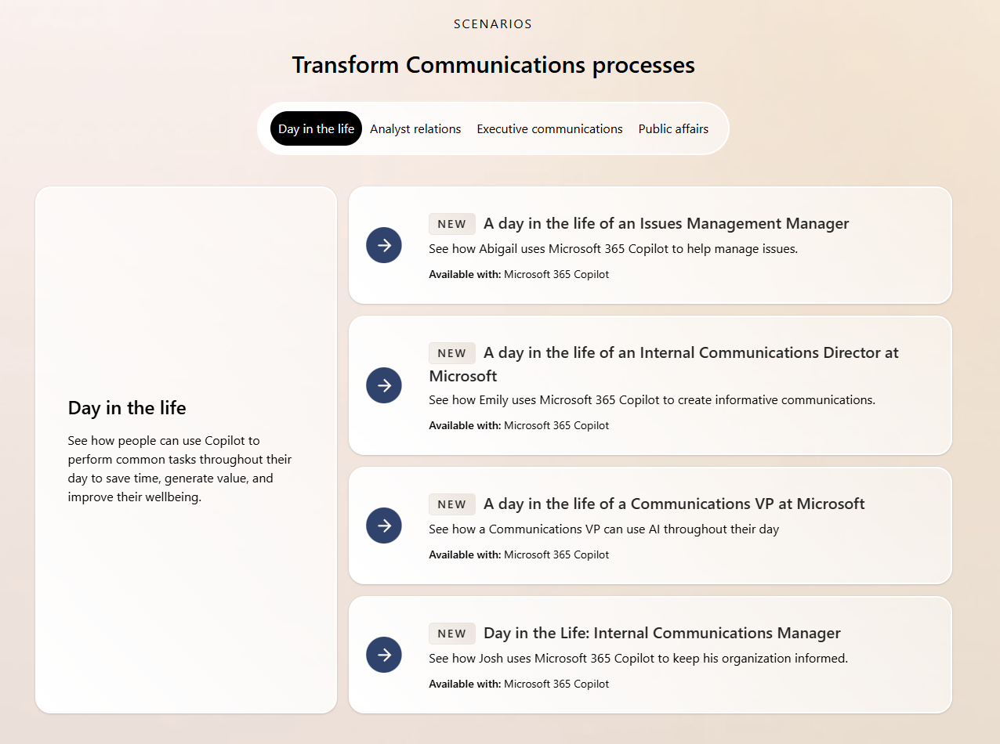 SCENARIOS
Transform Communications processes
Day in the life
Analyst relations
Executive communications
Public affairs
Day in the life
See how people can use Copilot to
perform common tasks throughout their
day to save time, generate value, and
improve their wellbeing.
NEW A day in the life of an Issues Management Manager
See how Abigail uses Microsoft 365 Copilot to help manage issues.
Available with: Microsoft 365 Copilot
NEW A day in the life of an Internal Communications Director at
Microsoft
See how Emily uses Microsoft 365 Copilot to create informative communications.
Available with: Microsoft 365 Copilot
NEW A day in the life of a Communications VP at Microsoft
See how a Communications VP can use AI throughout their day
Available with: Microsoft 365 Copilot
NEW Day in the Life: Internal Communications Manager
See how Josh uses Microsoft 365 Copilot to keep his organization informed.
Available with: Microsoft 365 Copilot